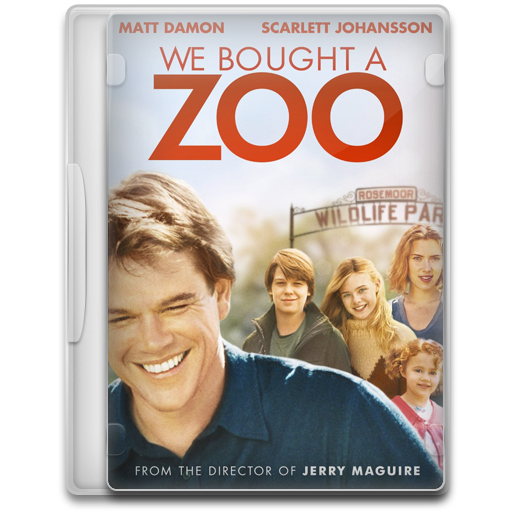 MATT DAMON SCARLETT JOHANSSON
WE BOUGHT A
ZOO
ROSEMOOR
WILDLIFE PAR
FROM THE DIRECTOR OF JERRY MAGUIRE